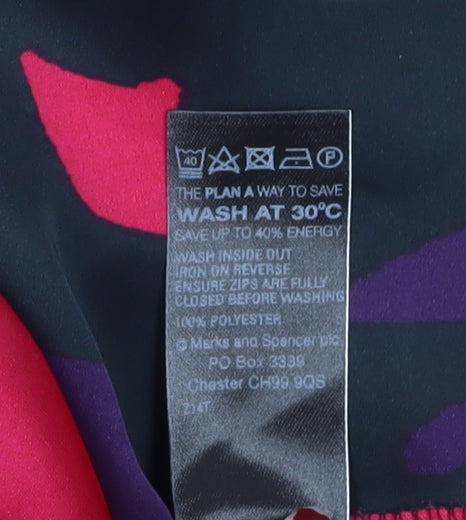 40 P
THE PLAN A WAY TO SAVE
WASH AT 30°C
SAVE UP TO 40% ENERGY
WASH INSIDE OUT
IRON ON REVERSE
ENSURE ZIPS ARE FULLY
CLOSED BEFORE WASHING
100% POLYESTER
© Marks and Spencer plc
PO Box 3339
Chester CH99 9QS